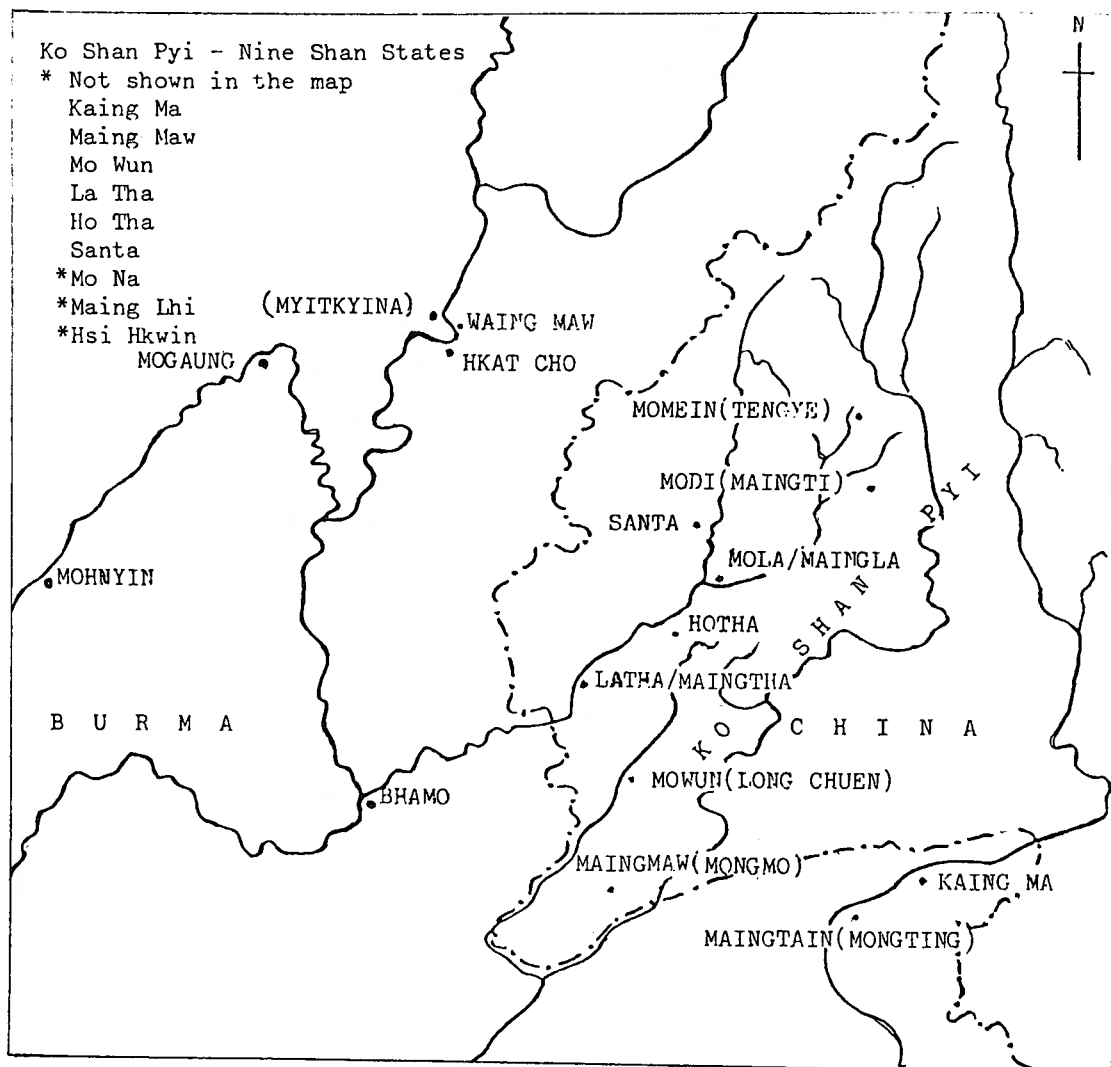 Ko Shan Pyi - Nine Shan States
* Not shown in the map
Kaing Ma
Maing Maw
Mo Wun
La Tha
Ho Tha
Santa
*Mo Na
*Maing Lhi
*Hsi Hkwin
N
(MYITKYINA)
WAING MAW
HKAT CHO
MOGAUNG
MOMEIN(TENGYE)
MODI(MAINGTI)
SANTA
MOLA/MAINGLA
MOHNYIN
HOTHA
LATHA/MAINGTHA
KO SHAN PYI
BURMA
CHINA
MOWUN(LONG CHUEN)
BHAMO
MAINGMAW(MONGMO)
KAING MA
MAINGTAIN(MONGTING)